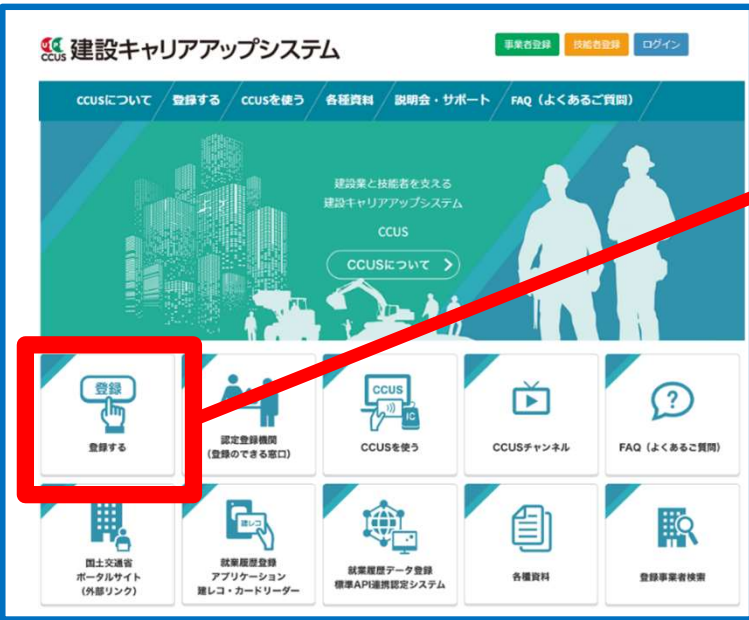 CCUS 建設キャリアアップシステム
事業者登録 技能者登録 ログイン
CCUSについて 登録する CCUSを使う 各種資料 説明会・サポート FAQ（よくあるご質問）
建設業と技能者を支える
建設キャリアアップシステム
CCUS
CCUSについて
登録
登録する
認定登録機関
（登録のできる窓口）
CCUS
IC
CCUSを使う
CCUSチャンネル
?
FAQ（よくあるご質問）
国土交通省
ポータルサイト
（外部リンク）
建レコ
就業履歴登録
アプリケーション
建レコ・カードリーダー
就業履歴データ登録
標準API連携認定システム
各種資料
登録事業者検索